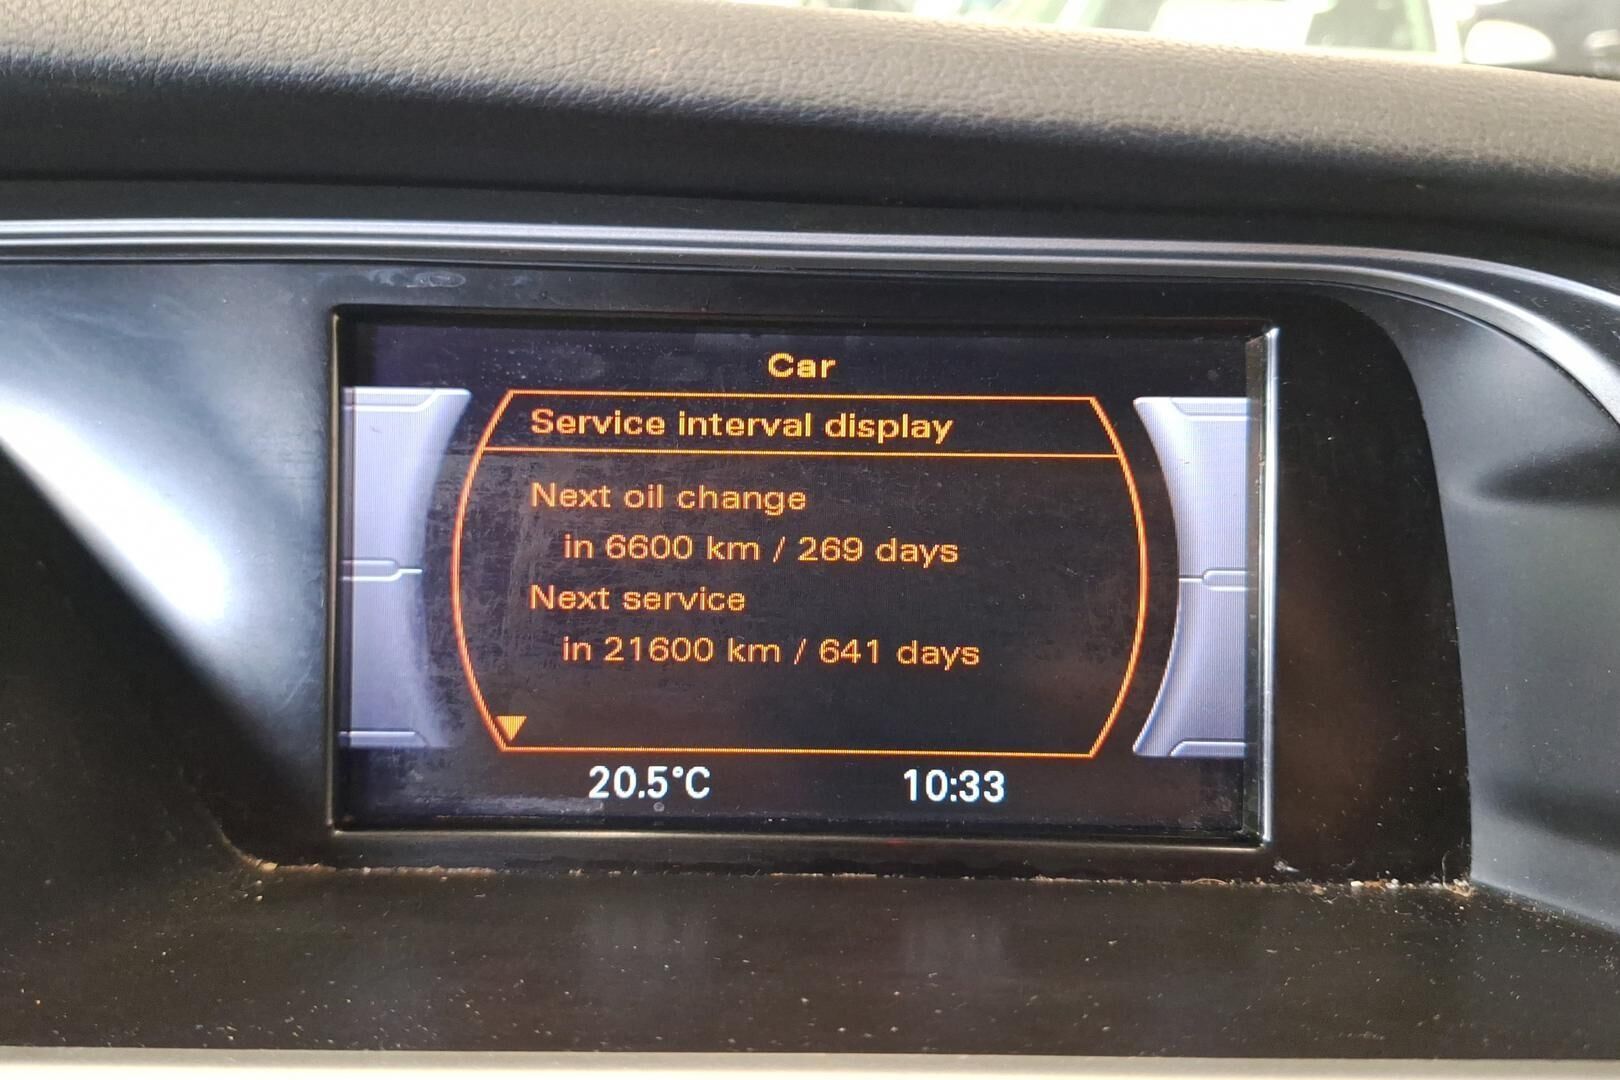 Car
Service interval display
Next oil change
in 6600 km / 269 days
Next service
in 21600 km / 641 days
20.5°C 10:33